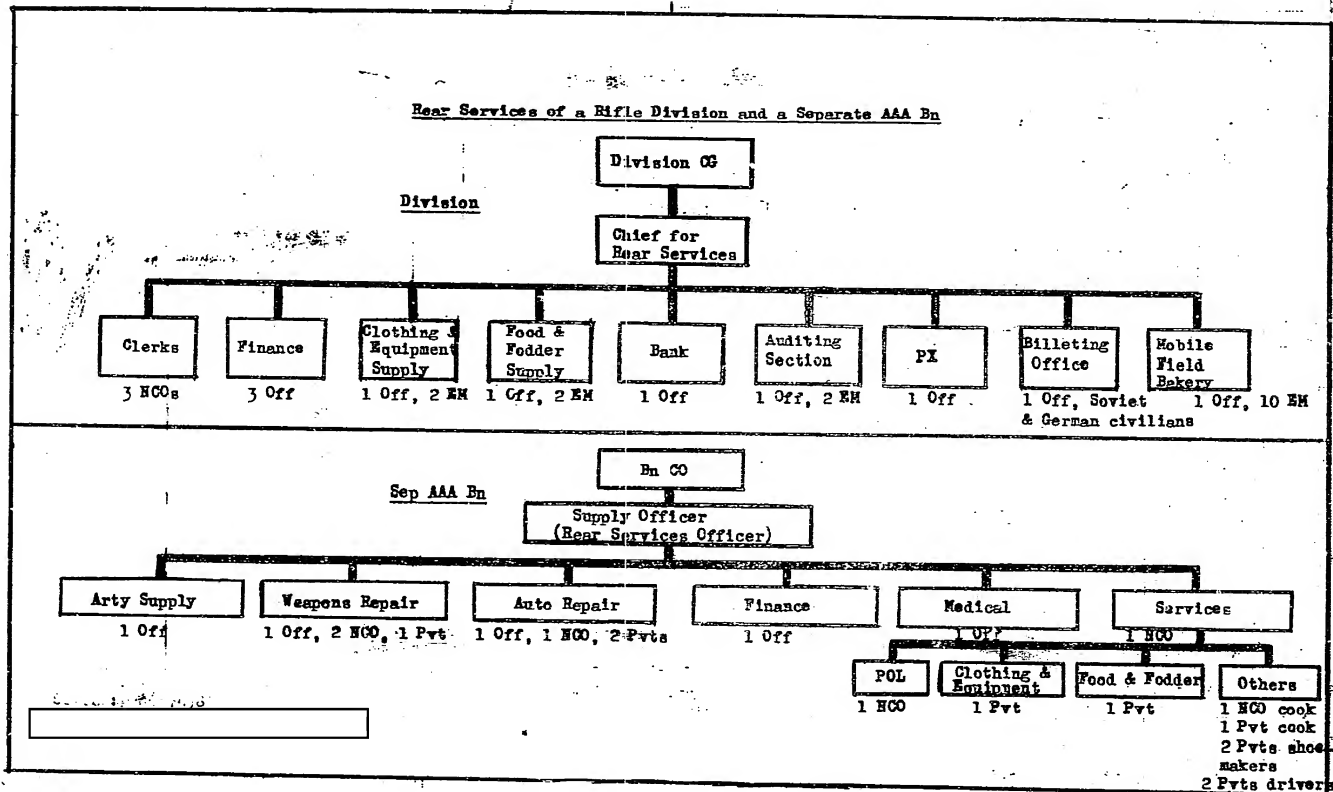 Rear Services of a Rifle Division and a Separate AAA Bn
Division CG
Division
Chief for
Rear Services
Clerks
3 NCOs
Finance
3 Off
Clothing &
Equipment
Supply
1 Off, 2 EM
Food &
Fodder
Supply
1 Off, 2 EM
Bank
1 Off
Auditing
Section
1 Off, 2 EM
PX
1 Off
Billeting
Office
1 Off, Soviet
& German civilians
Mobile
Field
Bakery
1 Off, 10 EM
Bn CO
Sep AAA Bn
Supply Officer
(Rear Services Officer)
Arty Supply
1 Off
Weapons Repair
1 Off, 2 NCO, 1 Pvt
Auto Repair
1 Off, 1 NCO, 2 Pvts
Finance
1 Off
Medical
1 Off
Services
1 NCO
POL
1 NCO
Clothing &
Equipment
1 Pvt
Food & Fodder
1 Pvt
Others
1 NCO cook
1 Pvt cook
2 Pvts shoe-
makers
2 Pvts drivers